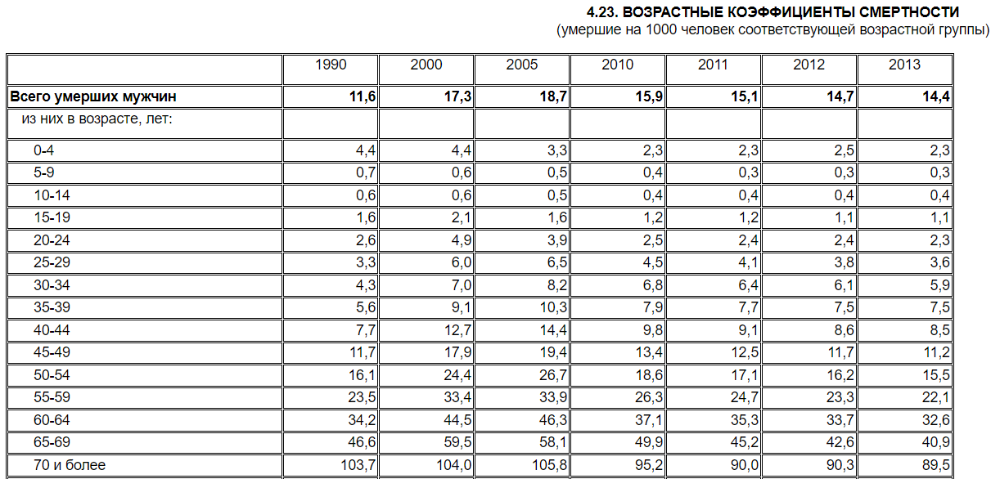 4.23. ВОЗРАСТНЫЕ КОЭФФИЦИЕНТЫ СМЕРТНОСТИ
(умершие на 1000 человек соответствующей возрастной группы)
1990 2000 2005 2010 2011 2012 2013
Всего умерших мужчин 11,6 17,3 18,7 15,9 15,1 14,7 14,4
из них в возрасте, лет:
0-4 4,4 4,4 3,3 2,3 2,3 2,5 2,3
5-9 0,7 0,6 0,5 0,4 0,3 0,3 0,3
10-14 0,6 0,6 0,5 0,4 0,4 0,4 0,4
15-19 1,6 2,1 1,6 1,2 1,2 1,1 1,1
20-24 2,6 4,9 3,9 2,5 2,4 2,4 2,3
25-29 3,3 6,0 6,5 4,5 4,1 3,8 3,6
30-34 4,3 7,0 8,2 6,8 6,4 6,1 5,9
35-39 5,6 9,1 10,3 7,9 7,7 7,5 7,5
40-44 7,7 12,7 14,4 9,8 9,1 8,6 8,5
45-49 11,7 17,9 19,4 13,4 12,5 11,7 11,2
50-54 16,1 24,4 26,7 18,6 17,1 16,2 15,5
55-59 23,5 33,4 33,9 26,3 24,7 23,3 22,1
60-64 34,2 44,5 46,3 37,1 35,3 33,7 32,6
65-69 46,6 59,5 58,1 49,9 45,2 42,6 40,9
70 и более 103,7 104,0 105,8 95,2 90,0 90,3 89,5